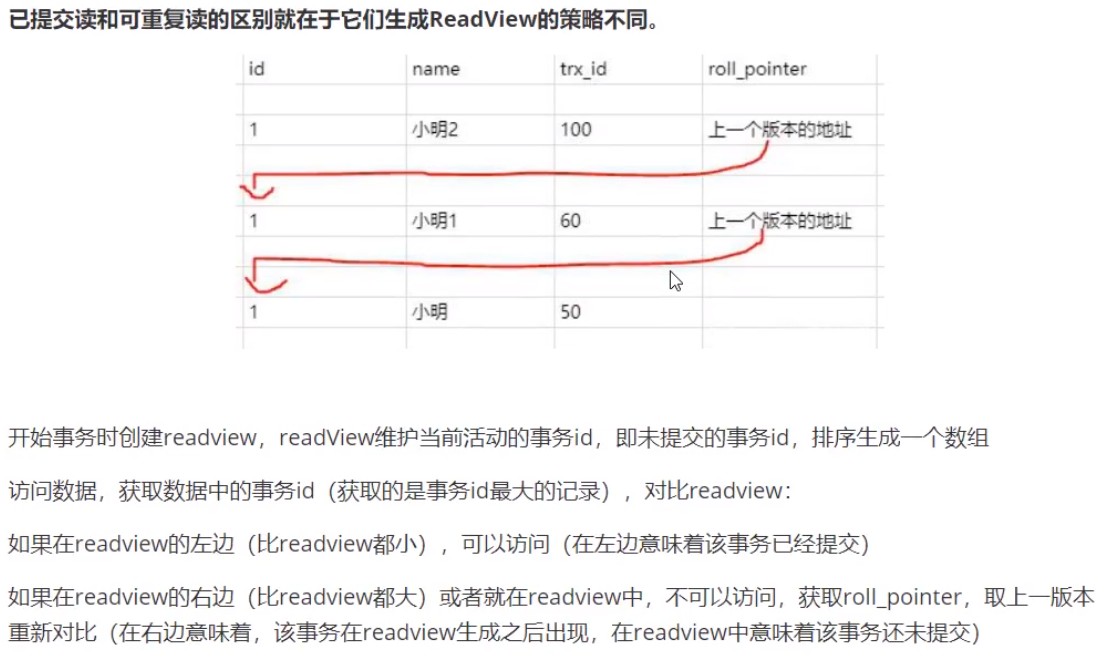 已提交读和可重复读的区别就在于它们生成ReadView的策略不同。
id name trx_id roll_pointer
1 小明2 100 上一个版本的地址
1 小明1 60 上一个版本的地址
1 小明 50
开始事务时创建readview，readView维护当前活动的事务id，即未提交的事务id，排序生成一个数组
访问数据，获取数据中的事务id（获取的是事务id最大的记录），对比readview：
如果在readview的左边（比readview都小），可以访问（在左边意味着该事务已经提交）
如果在readview的右边（比readview都大）或者就在readview中，不可以访问，获取roll_pointer，取上一版本
重新对比（在右边意味着，该事务在readview生成之后出现，在readview中意味着该事务还未提交）